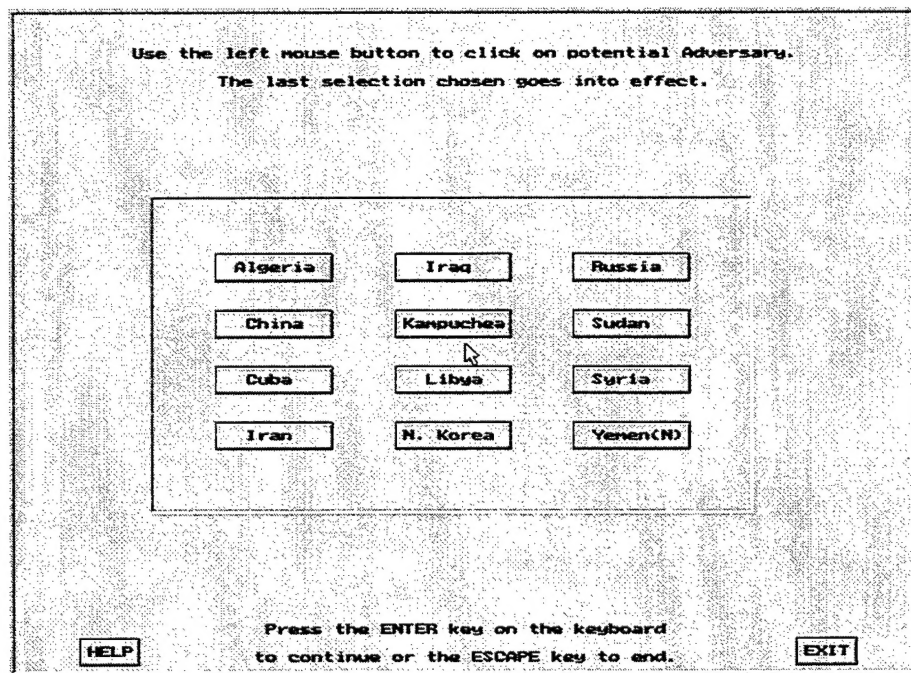 Use the left mouse button to click on potential Adversary.
The last selection chosen goes into effect.
Algeria Iraq Russia
China Kampuchea Sudan
Cuba Libya Syria
Iran N. Korea Yemen(N)
Press the ENTER key on the keyboard
to continue or the ESCAPE key to end.
HELP
EXIT